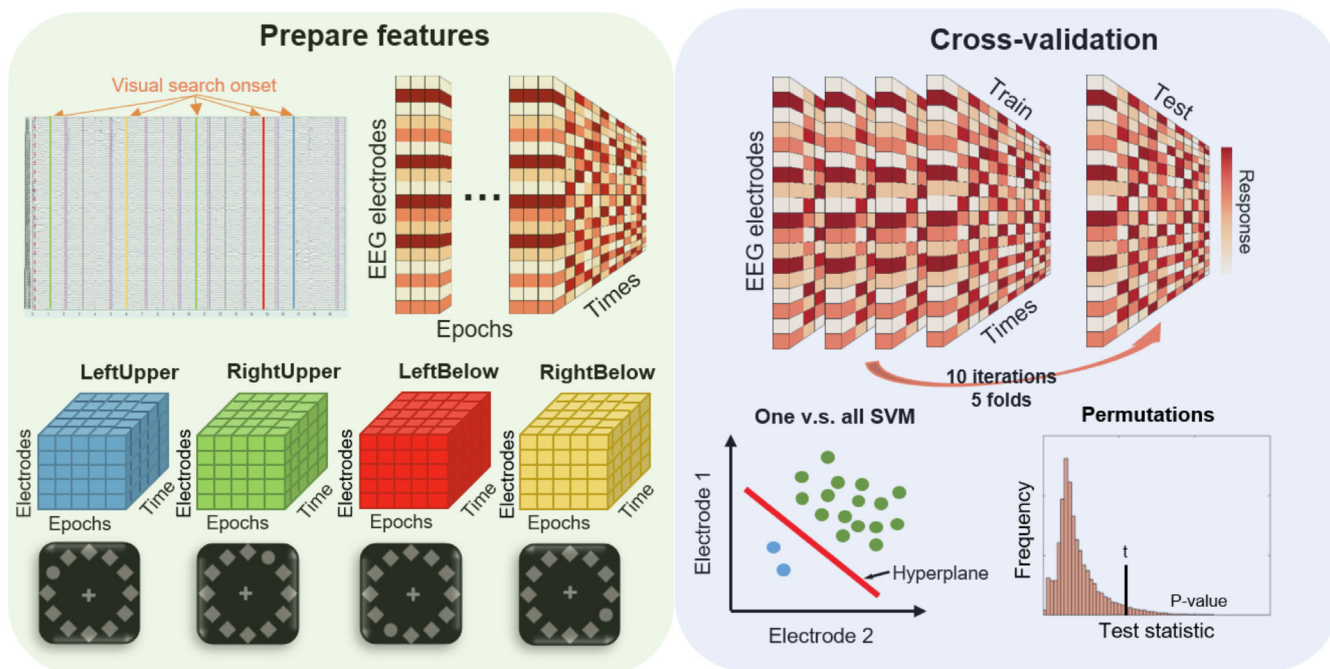 Prepare features
Visual search onset
EEG electrodes
...
Epochs
Times
LeftUpper
RightUpper
LeftBelow
RightBelow
Electrodes
Epochs
Time
Electrodes
Epochs
Time
Electrodes
Epochs
Time
Electrodes
Epochs
Time
Cross-validation
Train
Test
EEG electrodes
Times
Response
10 iterations
5 folds
One v.s. all SVM
Electrode 1
Hyperplane
Electrode 2
Permutations
Frequency
t
P-value
Test statistic